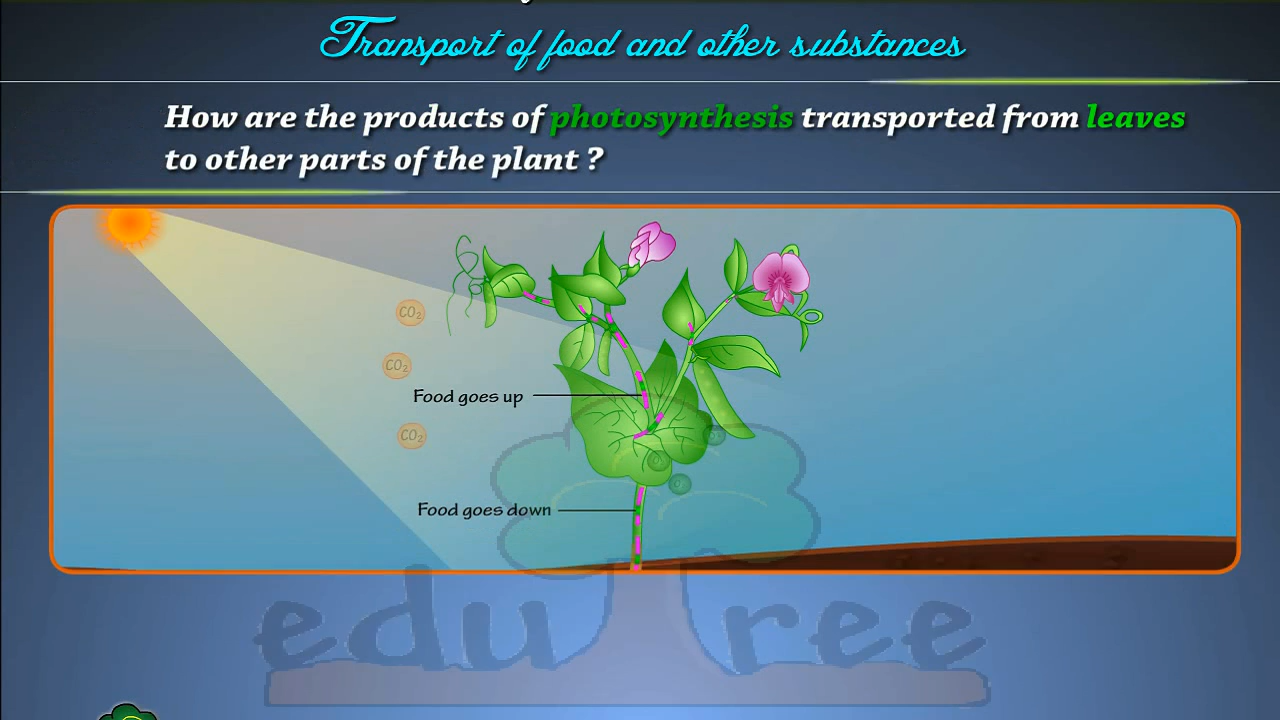 Transport of food and other substances
How are the products of photosynthesis transported from leaves
to other parts of the plant ?
CO₂
CO₂
Food goes up
CO₂
Food goes down
edu Tree